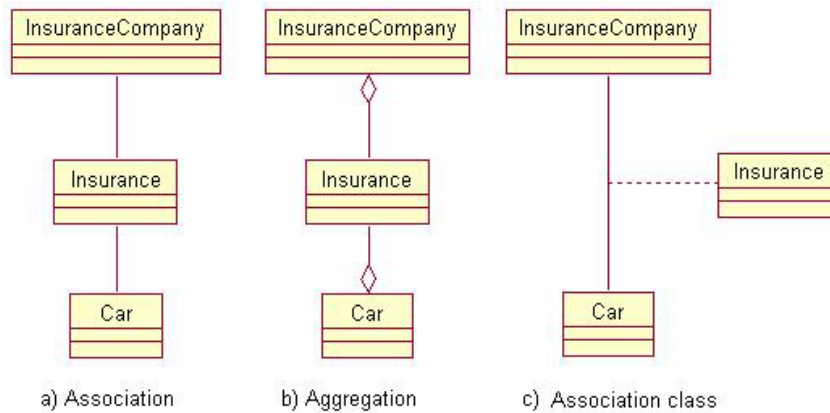 InsuranceCompany
Insurance
Car
a) Association
InsuranceCompany
Insurance
Car
b) Aggregation
InsuranceCompany
Insurance
Car
c) Association class